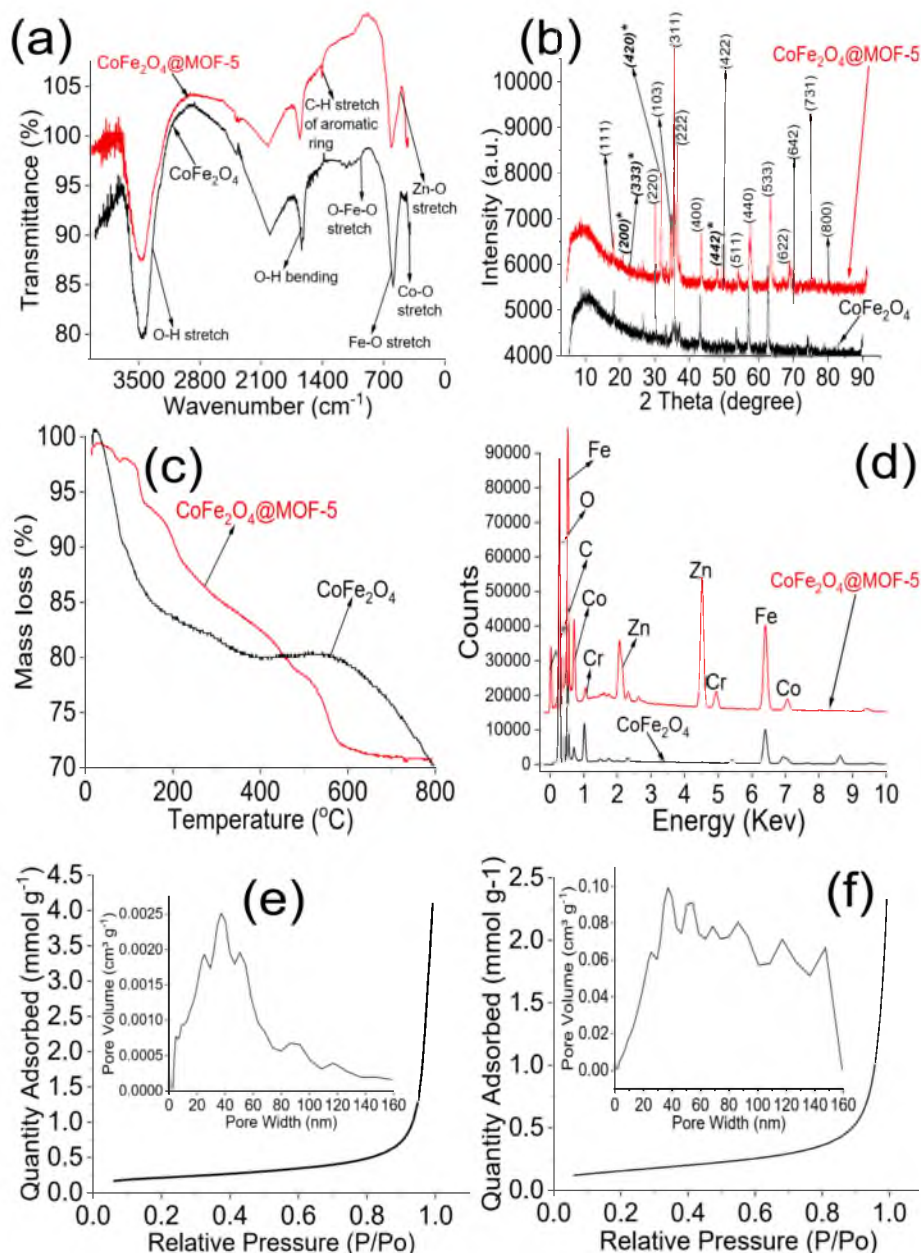 (a)
CoFe₂O₄@MOF-5
CoFe₂O₄
C-H stretch
of aromatic
ring
O-Fe-O
stretch
Zn-O
stretch
O-H bending
Co-O
stretch
O-H stretch
Fe-O stretch
Transmittance (%)
105
100
95
90
85
80
3500 2800 2100 1400 700 0
Wavenumber (cm⁻¹)
(b)
CoFe₂O₄@MOF-5
(111)
(200)*
(333)*
(420)*
(220)
(103)
(311)
(222)
(400)
(442)*
(422)
(511)
(440)
(533)
(622)
(642)
(731)
(800)
CoFe₂O₄
Intensity (a.u.)
10000
9000
8000
7000
6000
5000
4000
10 20 30 40 50 60 70 80 90
2 Theta (degree)
(c)
CoFe₂O₄@MOF-5
CoFe₂O₄
Mass loss (%)
100
95
90
85
80
75
70
0 200 400 600 800
Temperature (°C)
(d)
Fe
O
C
Co
Cr
Zn
Zn
Cr
Fe
Co
CoFe₂O₄@MOF-5
CoFe₂O₄
Counts
90000
80000
70000
60000
50000
40000
30000
20000
10000
0
0 1 2 3 4 5 6 7 8 9 10
Energy (Kev)
(e)
Quantity Adsorbed (mmol g⁻¹)
4.5
4.0
3.5
3.0
2.5
2.0
1.5
1.0
0.5
0.0
0.0 0.2 0.4 0.6 0.8 1.0
Relative Pressure (P/Po)
Pore Volume (cm³ g⁻¹)
0.0025
0.0020
0.0015
0.0010
0.0005
0.0000
0 20 40 60 80 100 120 140 160
Pore Width (nm)
(f)
Quantity Adsorbed (mmol g-1)
2.5
2.0
1.5
1.0
0.5
0.0
0.0 0.2 0.4 0.6 0.8 1.0
Relative Pressure (P/Po)
Pore Volume (cm³ g⁻¹)
0.10
0.08
0.06
0.04
0.02
0.00
0 20 40 60 80 100 120 140 160
Pore Width (nm)